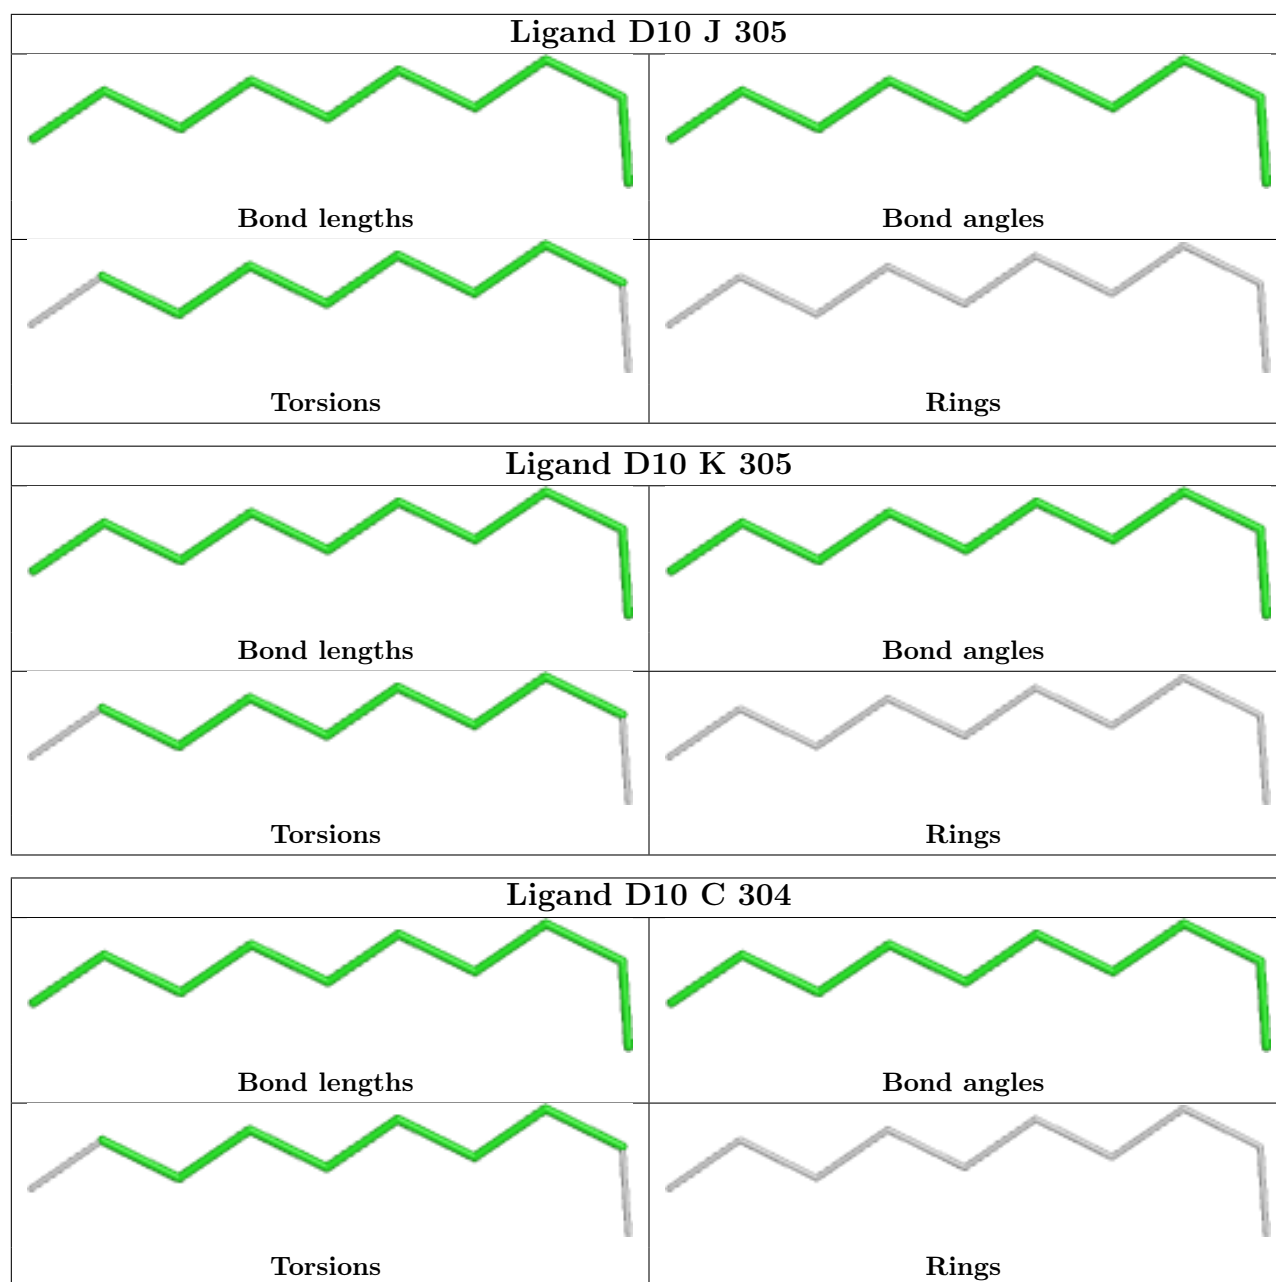 Ligand D10 J 305
Bond lengths Bond angles
Torsions Rings
Ligand D10 K 305
Bond lengths Bond angles
Torsions Rings
Ligand D10 C 304
Bond lengths Bond angles
Torsions Rings